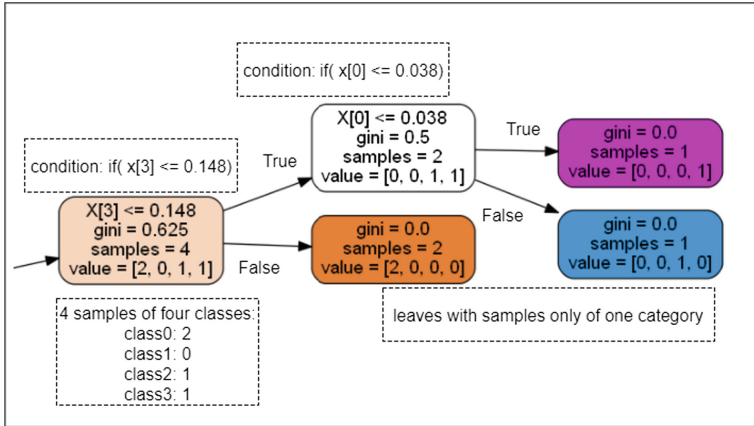 condition: if( x[0] <= 0.038)
X[0] <= 0.038
gini = 0.5
samples = 2
value = [0, 0, 1, 1]
True
gini = 0.0
samples = 1
value = [0, 0, 0, 1]
condition: if( x[3] <= 0.148)
True
X[3] <= 0.148
gini = 0.625
samples = 4
value = [2, 0, 1, 1]
False
gini = 0.0
samples = 2
value = [2, 0, 0, 0]
False
gini = 0.0
samples = 1
value = [0, 0, 1, 0]
4 samples of four classes:
class0: 2
class1: 0
class2: 1
class3: 1
leaves with samples only of one category